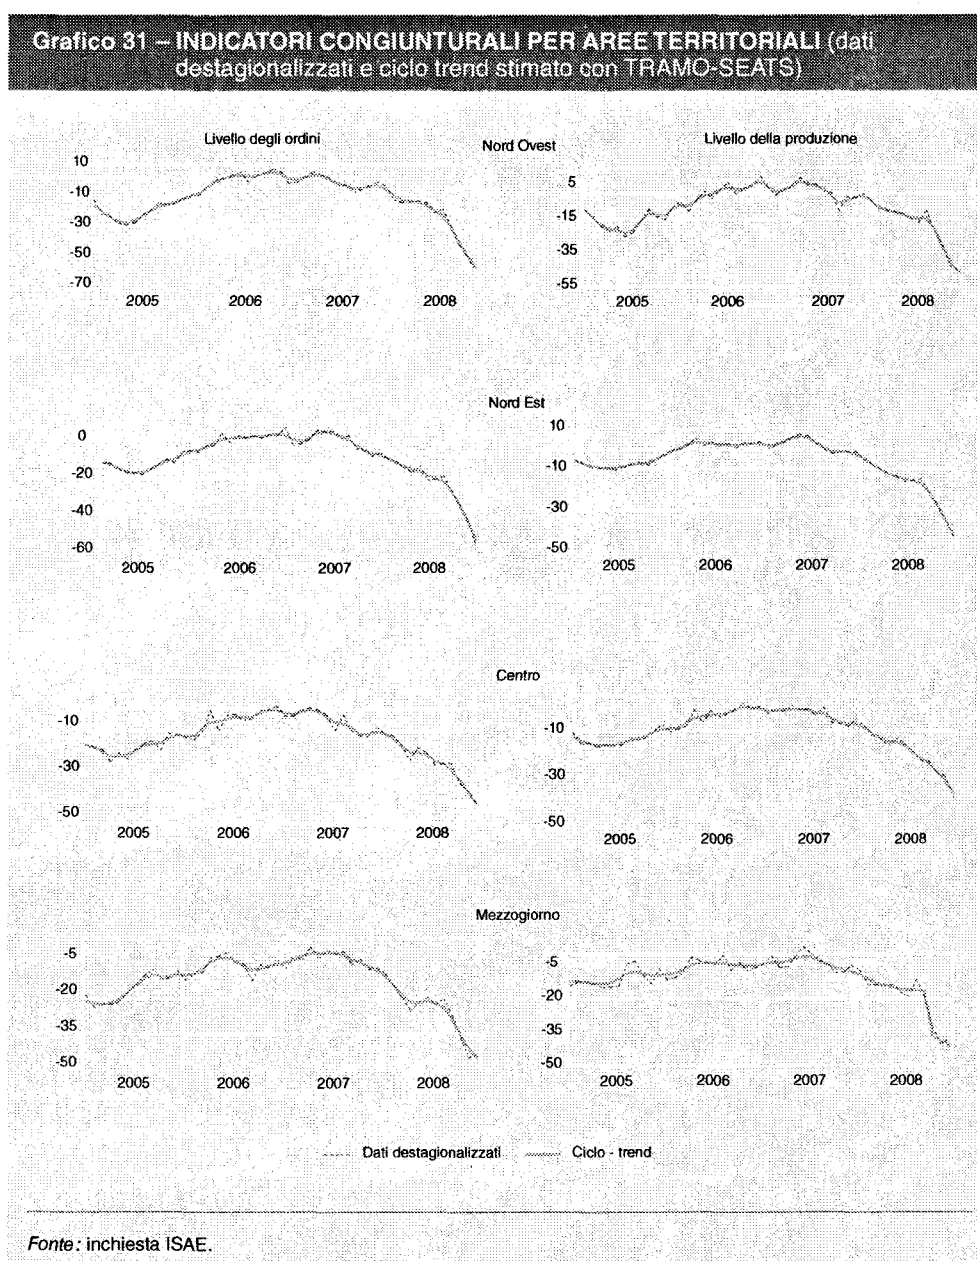 Grafico 31 – INDICATORI CONGIUNTURALI PER AREE TERRITORIALI (dati
destagionalizzati e ciclo trend stimato con TRAMO-SEATS)
Livello degli ordini
Nord Ovest
Livello della produzione
10
-10
-30
-50
-70
2005 2006 2007 2008
5
-15
-35
-55
2005 2006 2007 2008
Nord Est
0
-20
-40
-60
2005 2006 2007 2008
10
-10
-30
-50
2005 2006 2007 2008
Centro
-10
-30
-50
2005 2006 2007 2008
-10
-30
-50
2005 2006 2007 2008
Mezzogiorno
-5
-20
-35
-50
2005 2006 2007 2008
-5
-20
-35
-50
2005 2006 2007 2008
Dati destagionalizzati Ciclo - trend
Fonte: inchiesta ISAE.